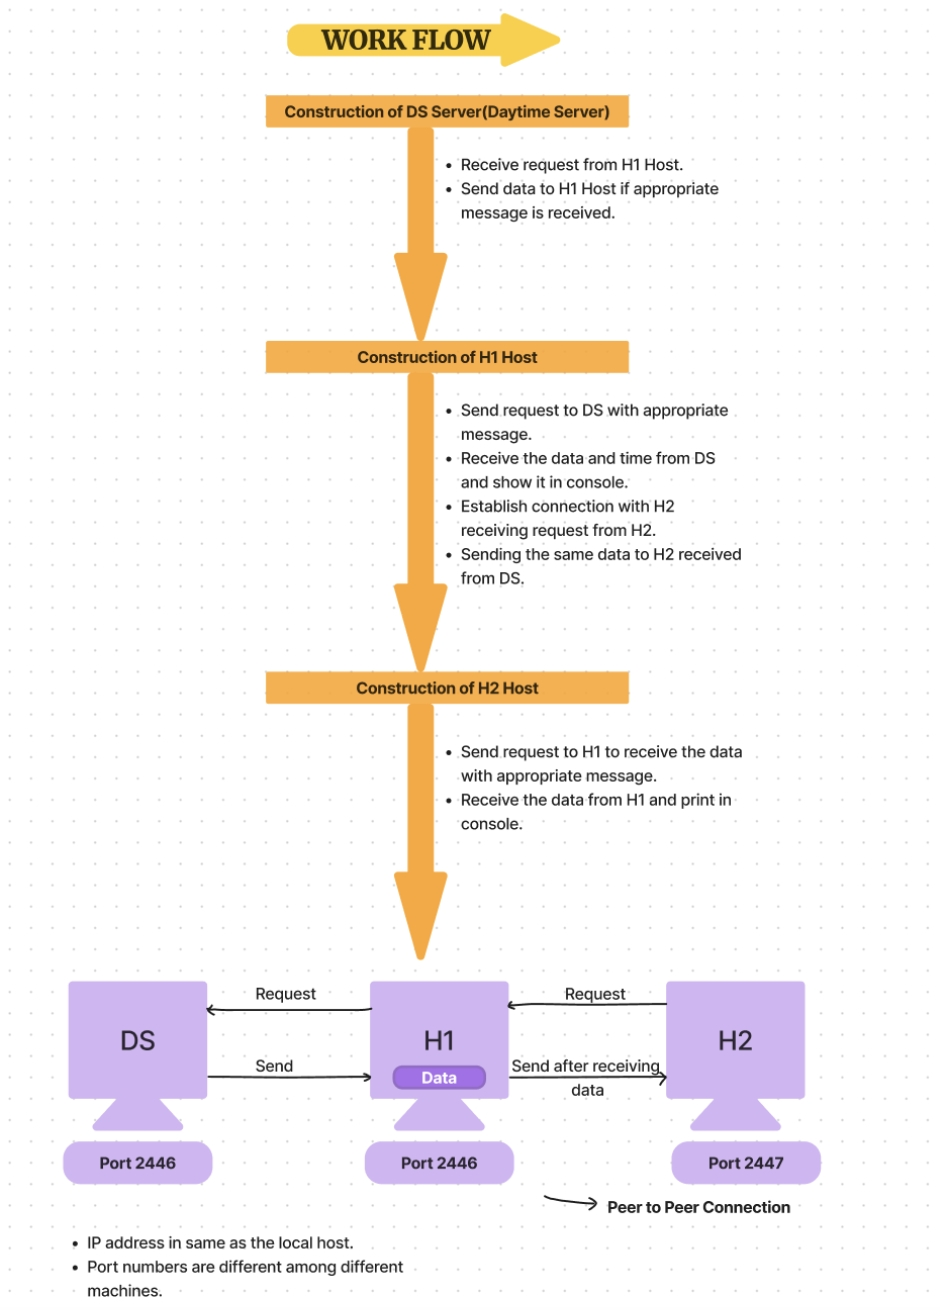 WORK FLOW
Construction of DS Server(Daytime Server)
• Receive request from H1 Host.
• Send data to H1 Host if appropriate
message is received.
Construction of H1 Host
• Send request to DS with appropriate
message.
• Receive the data and time from DS
and show it in console.
• Establish connection with H2
receiving request from H2.
• Sending the same data to H2 received
from DS.
Construction of H2 Host
• Send request to H1 to receive the data
with appropriate message.
• Receive the data from H1 and print in
console.
Request
Request
DS
H1
H2
Send
Data
Send after receiving
data
Port 2446
Port 2446
Port 2447
Peer to Peer Connection
• IP address in same as the local host.
• Port numbers are different among different
machines.